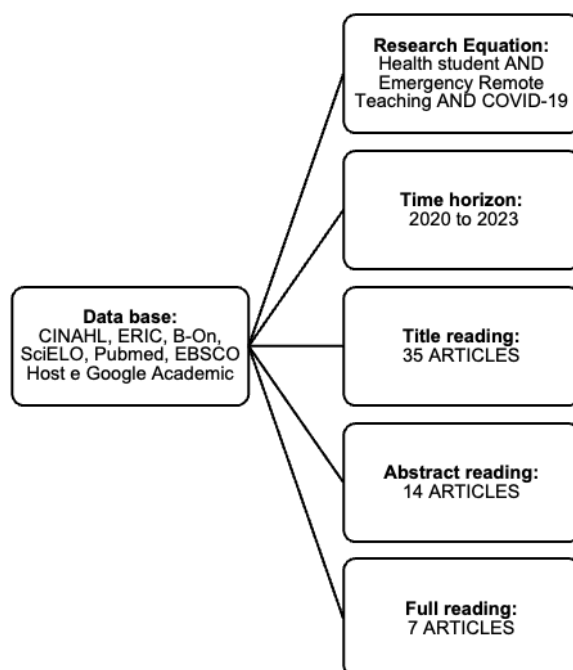 Research Equation:
Health student AND
Emergency Remote
Teaching AND COVID-19
Time horizon:
2020 to 2023
Data base:
CINAHL, ERIC, B-On,
SciELO, Pubmed, EBSCO
Host e Google Academic
Title reading:
35 ARTICLES
Abstract reading:
14 ARTICLES
Full reading:
7 ARTICLES